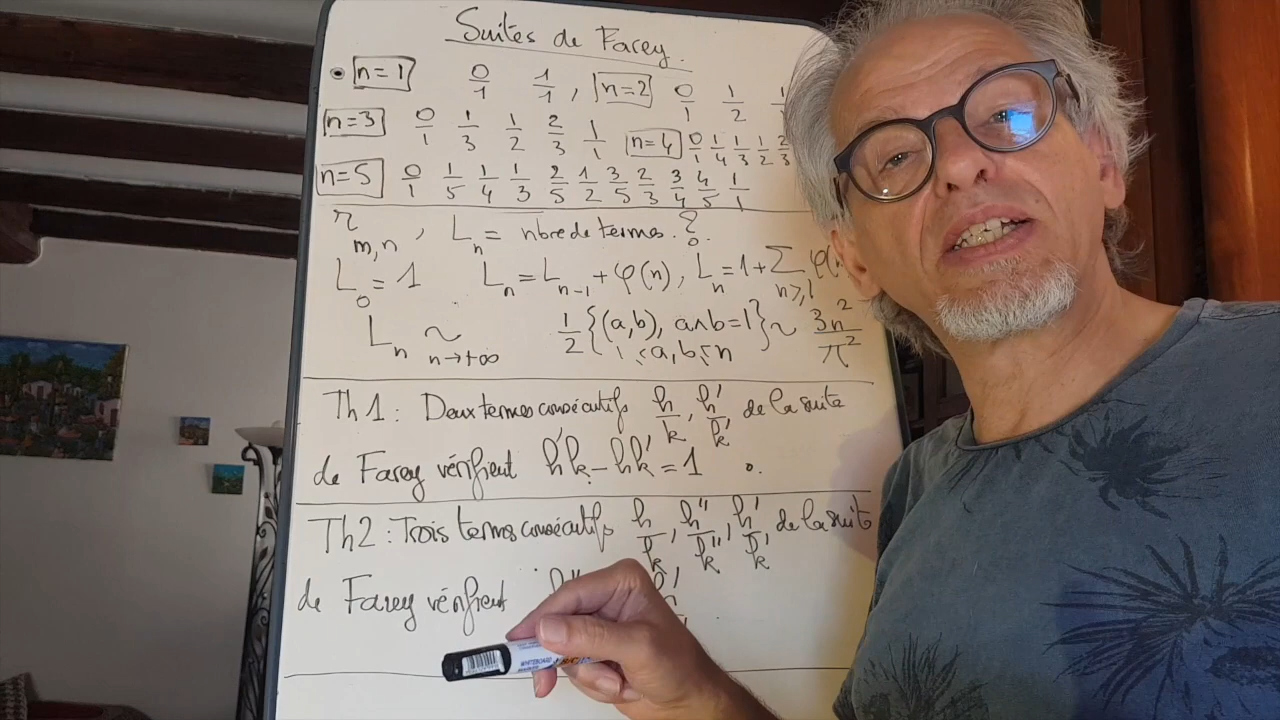 Suites de Farey.
• n=1 0/1 1/1 , n=2 0/1 1/2
n=3 0/1 1/3 1/2 2/3 1/1 n=4 0/1 1/4 1/3 1/2 2/3
n=5 0/1 1/5 1/4 1/3 2/5 1/2 3/5 2/3 3/4 4/5 1/1
r_{m,n} , L_n = nbre de termes. ?
L_0 = 1 L_n = L_{n-1} + φ(n) , L_n = 1 + ∑_{n⩾1} φ(
L_n ~_{n→+∞} 1/2 {(a,b), a∧b=1}_{1⩽a,b⩽n} ~ 3n²/π²
Th1 : Deux termes consécutifs h/k , h'/k' de la suite
de Farey vérifient h'k - hk' = 1 .
Th2 : Trois termes consécutifs h/k , h''/k'' , h'/k' de la suite
de Farey vérifient
WHITEBOARD